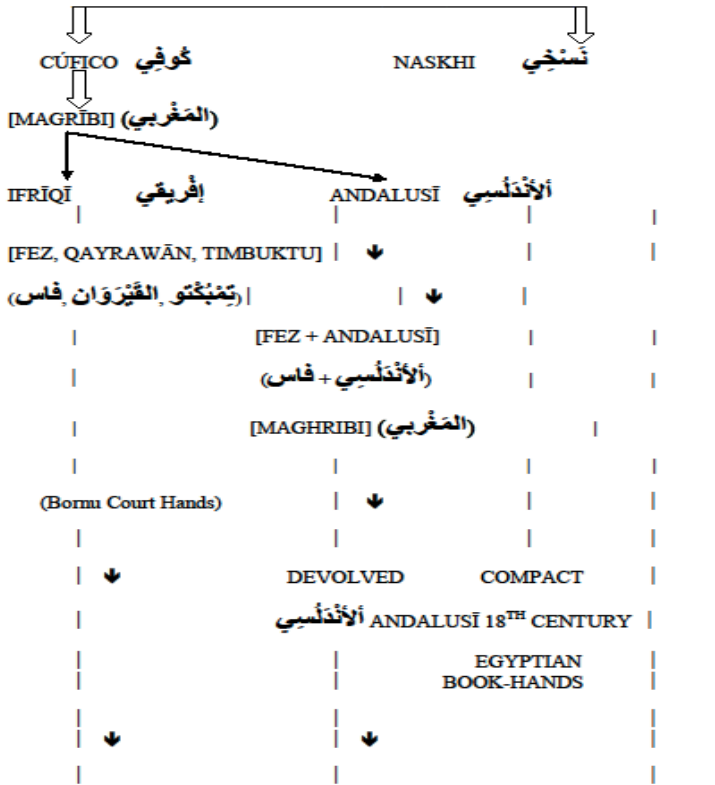 CÚFICO كُوفِي NASKHI نَسْخِي
[MAGRĪBI] (المَغْرِبي)
IFRĪQĪ إفْرِيقي ANDALUSĪ ألأنْدَلُسِي
[FEZ, QAYRAWĀN, TIMBUKTU]
(تِمْبُكْتو ,القَيْرَوَان ,فاس)
[FEZ + ANDALUSĪ]
(ألأنْدَلُسِي + فاس)
[MAGHRIBI] (المَغْرِبي)
(Bornu Court Hands)
DEVOLVED COMPACT
ألأنْدَلُسِي ANDALUSĪ 18TH CENTURY
EGYPTIAN
BOOK-HANDS